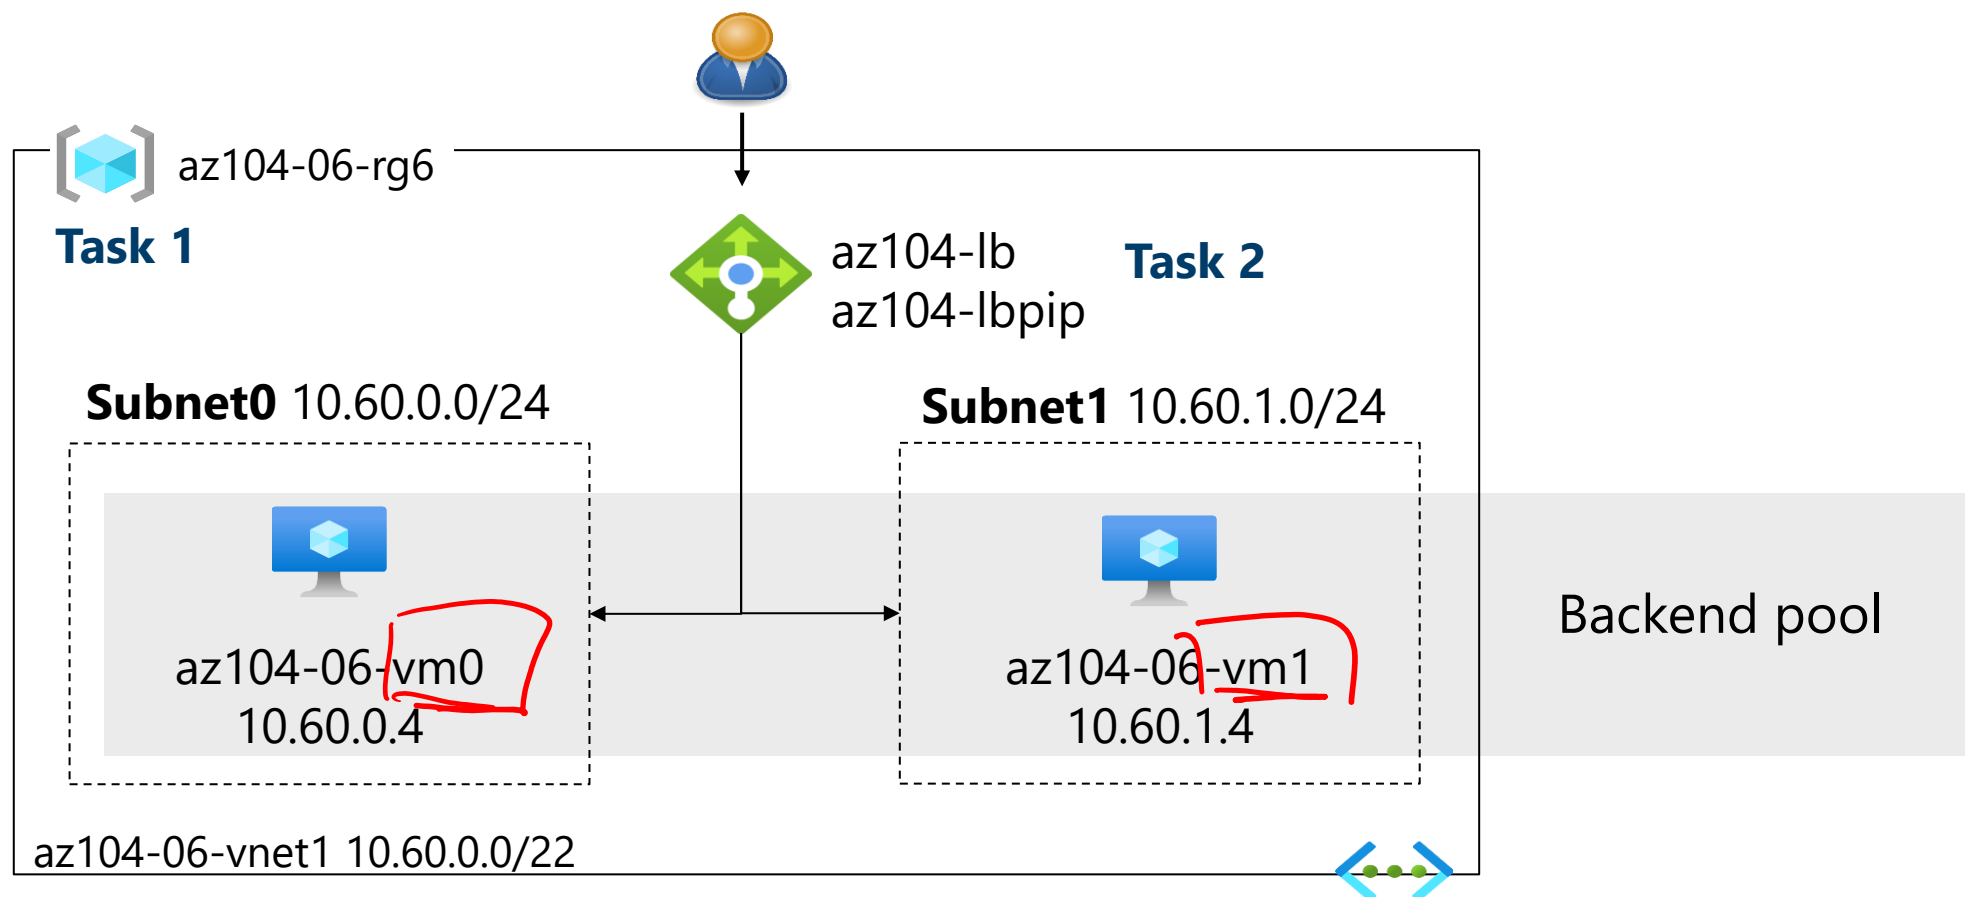 az104-06-rg6
Task 1
az104-lb
Task 2
az104-lbpip
Subnet0 10.60.0.0/24
Subnet1 10.60.1.0/24
az104-06-vm0
10.60.0.4
az104-06-vm1
10.60.1.4
Backend pool
az104-06-vnet1 10.60.0.0/22